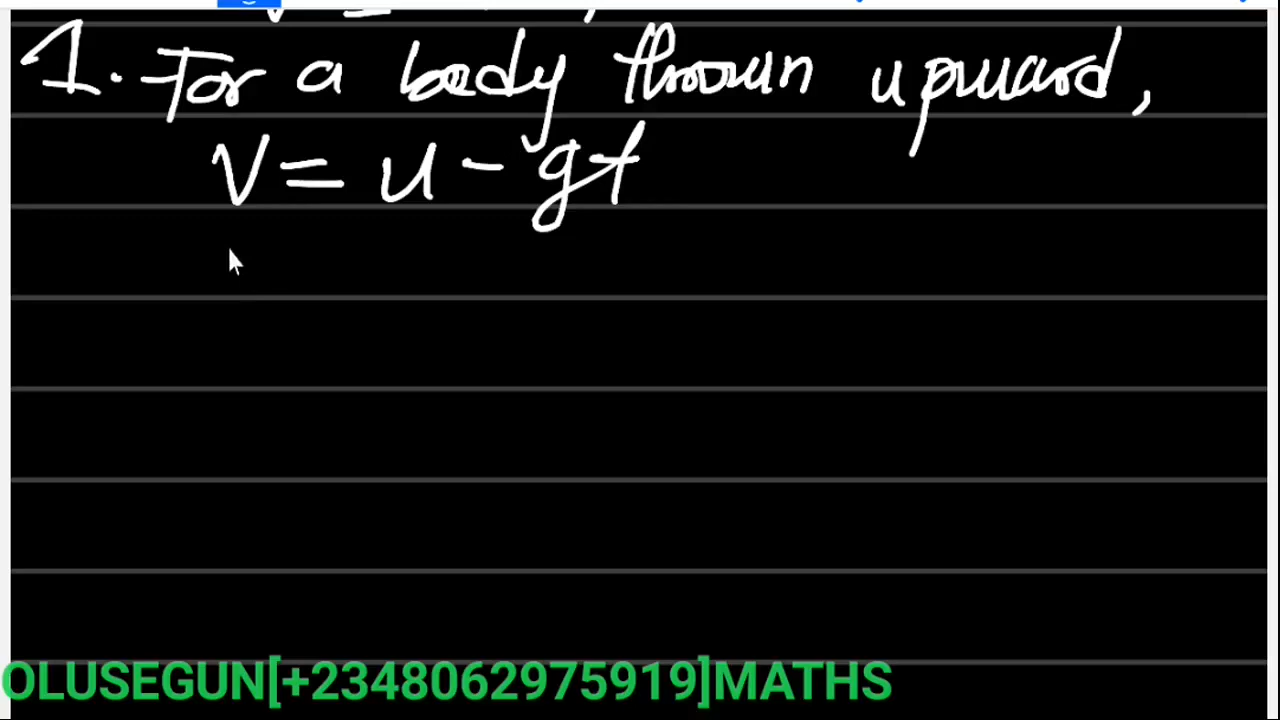 1. For a body thrown upward,
V = u - gt
OLUSEGUN[+2348062975919]MATHS